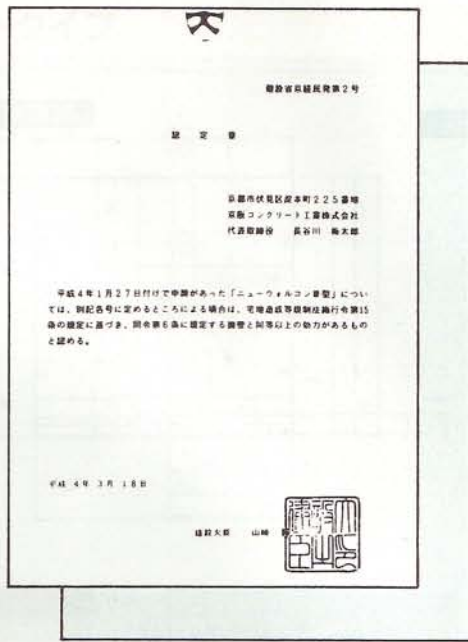 建設省京経民発第2号
認定書
京都市伏見区淀本町225番地
京阪コンクリート工業株式会社
代表取締役 長谷川 梅太郎
平成4年1月27日付けで申請があった「ニューウォルコンⅡ型」につい
ては、別記各号に定めるところによる場合は、宅地造成等規制法施行令第15
条の規定に基づき、同令第6条に規定する擁壁と同等以上の効力があるもの
と認める。
平成 4年 3月 18日
建設大臣 山崎